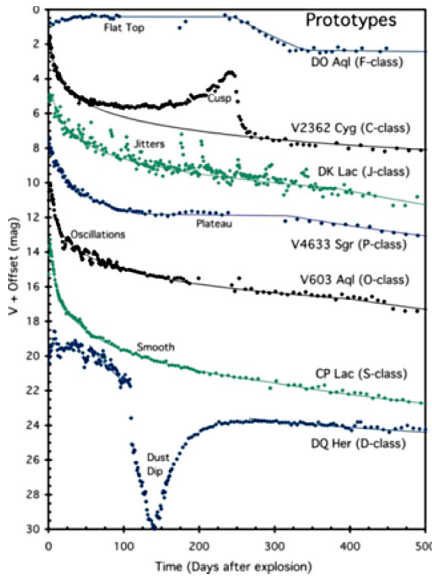 Prototypes
0
Flat Top
2
DO Aql (F-class)
4
Cusp
6
V2362 Cyg (C-class)
Jitters
8
DK Lac (J-class)
10
12
Plateau
V4633 Sgr (P-class)
Oscillations
14
V603 Aql (O-class)
16
18
Smooth
20
CP Lac (S-class)
22
24
DQ Her (D-class)
Dust
Dip
26
28
30
V + Offset (mag)
0 100 200 300 400 500
Time (Days after explosion)